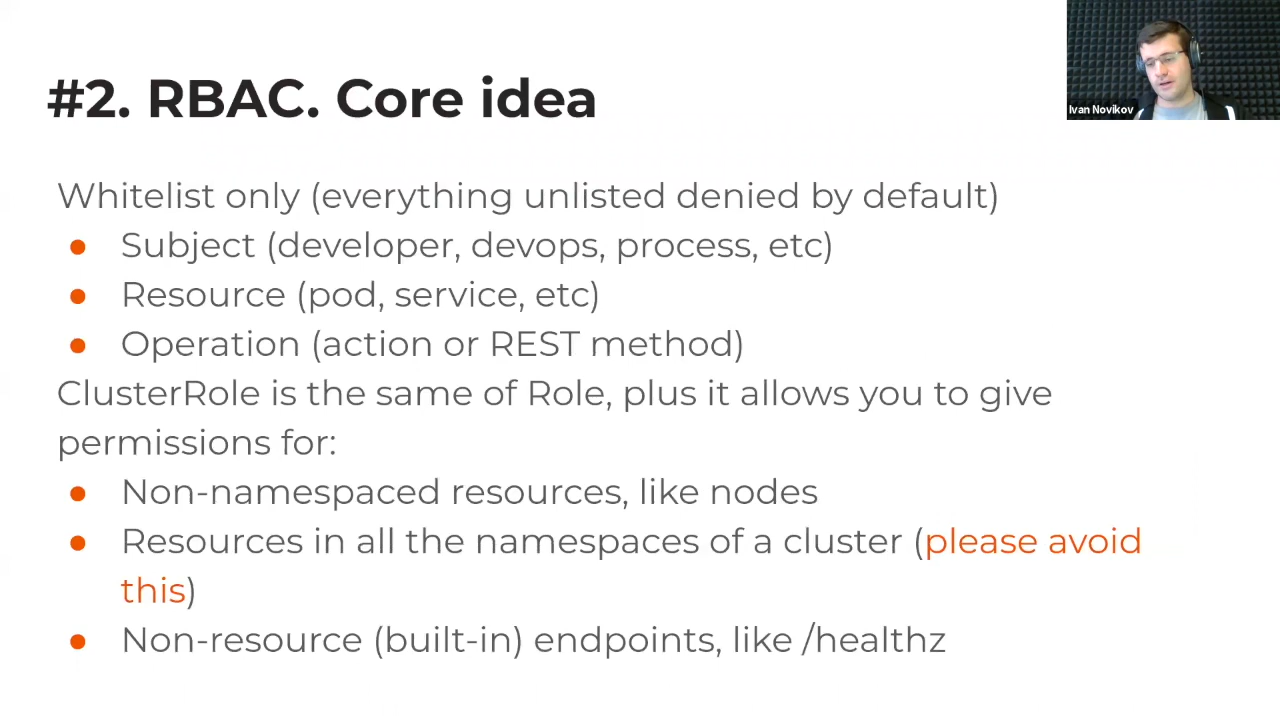 #2. RBAC. Core idea
Ivan Novikov
Whitelist only (everything unlisted denied by default)
● Subject (developer, devops, process, etc)
● Resource (pod, service, etc)
● Operation (action or REST method)
ClusterRole is the same of Role, plus it allows you to give
permissions for:
● Non-namespaced resources, like nodes
● Resources in all the namespaces of a cluster (please avoid
this)
● Non-resource (built-in) endpoints, like /healthz